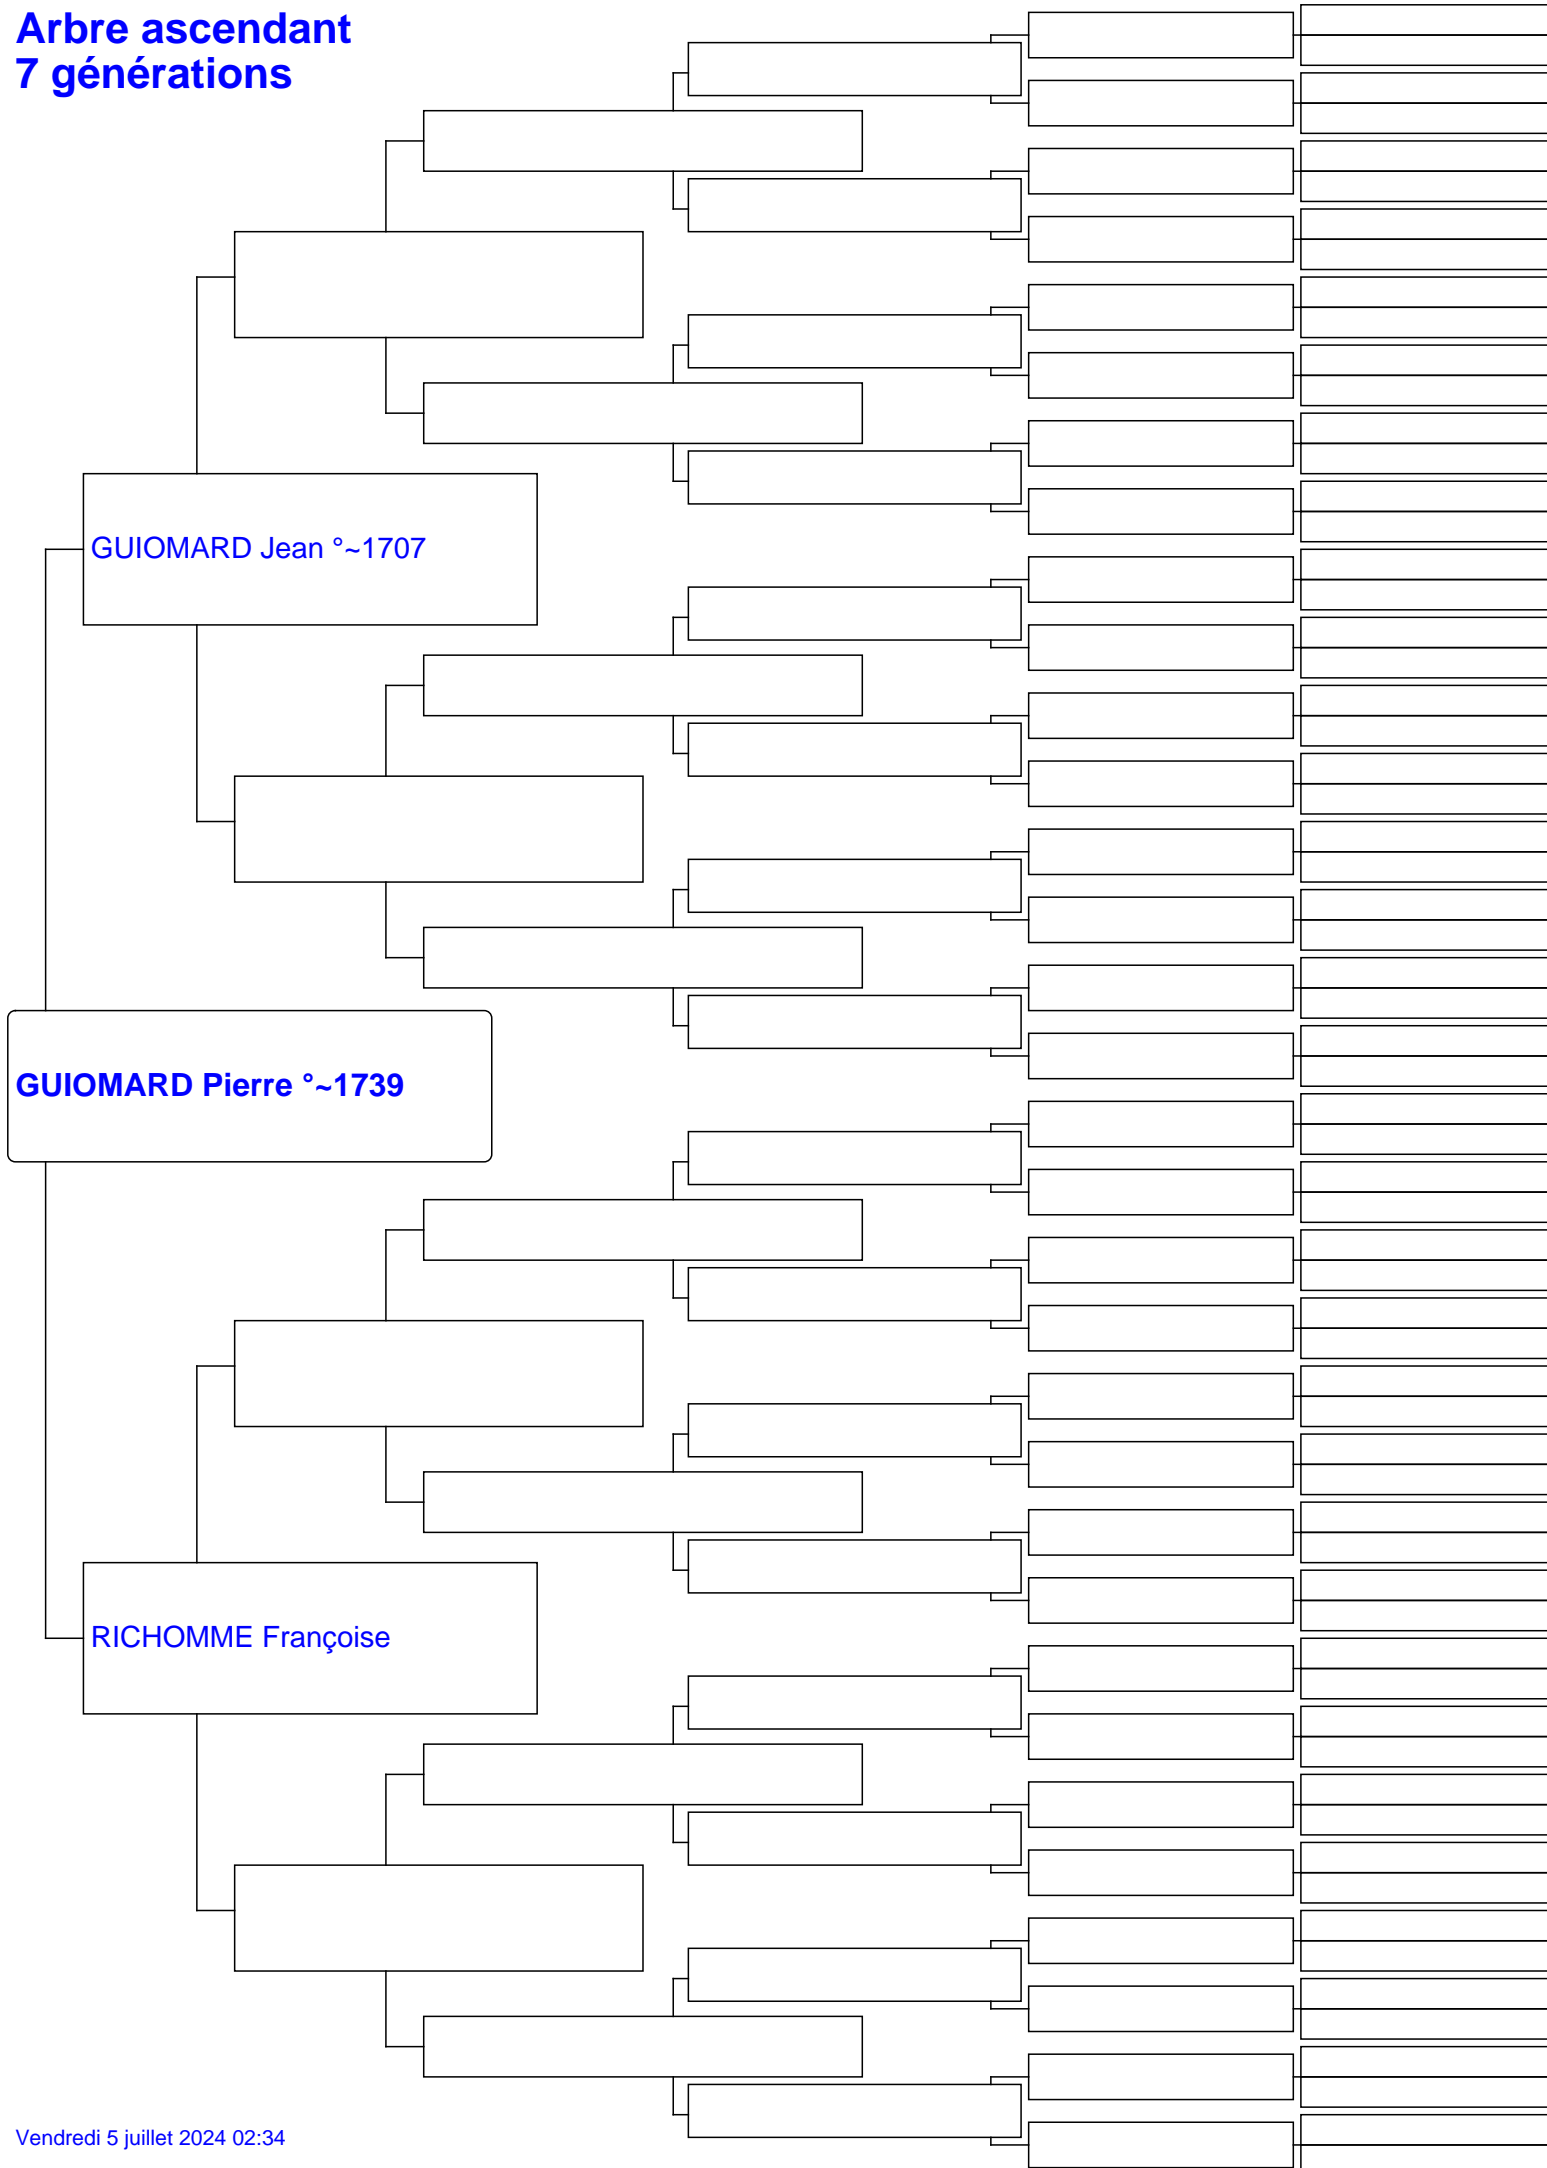 Arbre ascendant
7 générations
GUIOMARD Jean °~1707
GUIOMARD Pierre °~1739
RICHOMME Françoise
Vendredi 5 juillet 2024 02:34